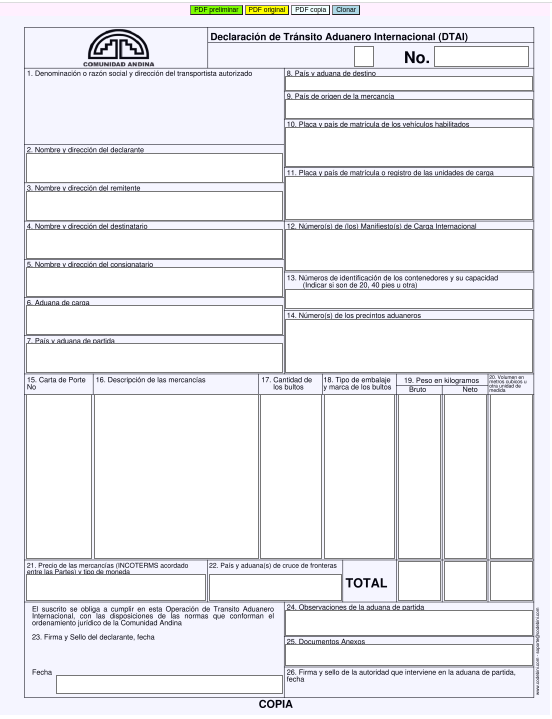 PDF preliminar PDF original PDF copia Clonar
COMUNIDAD ANDINA
Declaración de Tránsito Aduanero Internacional (DTAI)
No.
1. Denominación o razón social y dirección del transportista autorizado
2. Nombre y dirección del declarante
3. Nombre y dirección del remitente
4. Nombre y dirección del destinatario
5. Nombre y dirección del consignatario
6. Aduana de carga
7. País y aduana de partida
8. País y aduana de destino
9. País de origen de la mercancía
10. Placa y país de matrícula de los vehículos habilitados
11. Placa y país de matrícula o registro de las unidades de carga
12. Número(s) de (los) Manifiesto(s) de Carga Internacional
13. Números de identificación de los contenedores y su capacidad
(Indicar si son de 20, 40 pies u otra)
14. Número(s) de los precintos aduaneros
15. Carta de Porte
No
16. Descripción de las mercancías
17. Cantidad de
los bultos
18. Tipo de embalaje
y marca de los bultos
19. Peso en kilogramos
Bruto Neto
20. Volumen en
metros cúbicos u
otra unidad de
medida
21. Precio de las mercancías (INCOTERMS acordado
entre las Partes) y tipo de moneda
22. País y aduana(s) de cruce de fronteras
TOTAL
El suscrito se obliga a cumplir en esta Operación de Transito Aduanero
Internacional, con las disposiciones de las normas que conforman el
ordenamiento jurídico de la Comunidad Andina
23. Firma y Sello del declarante, fecha
Fecha
24. Observaciones de la aduana de partida
25. Documentos Anexos
26. Firma y sello de la autoridad que interviene en la aduana de partida,
fecha
COPIA